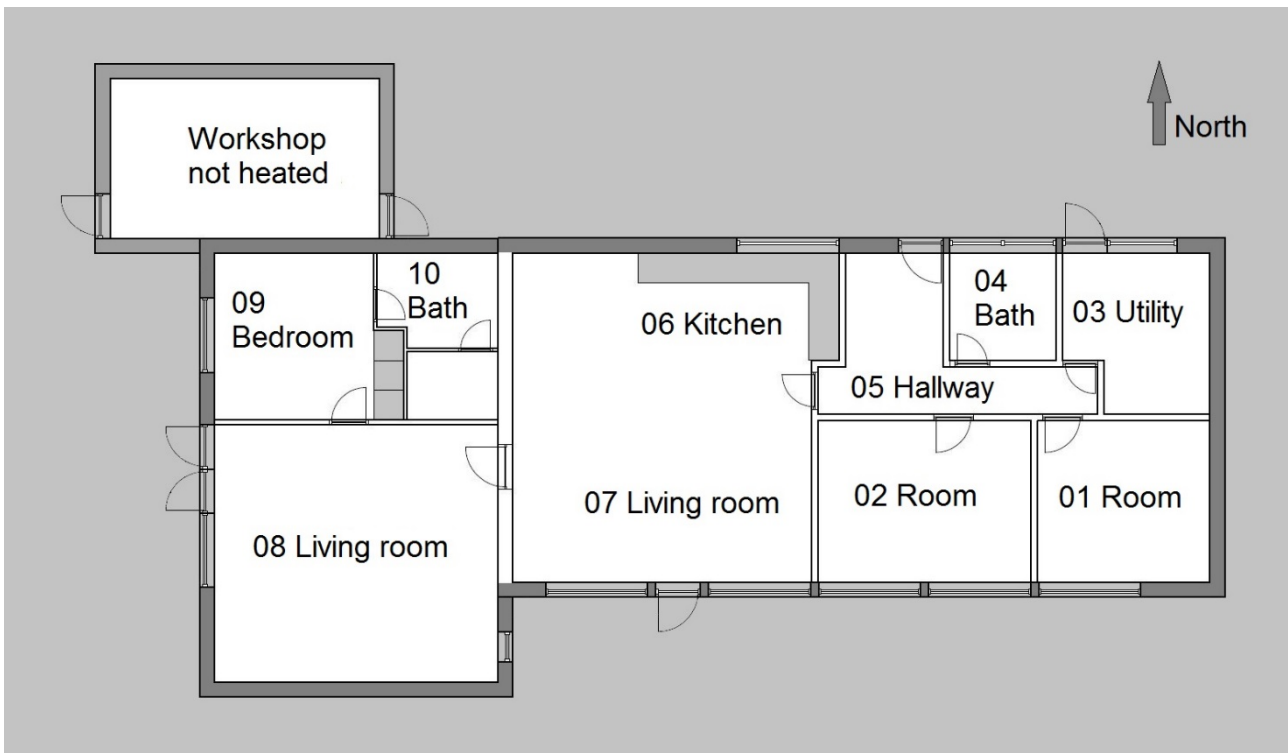 Workshop
not heated
North
09
Bedroom
10
Bath
06 Kitchen
04
Bath
03 Utility
05 Hallway
07 Living room
02 Room
01 Room
08 Living room